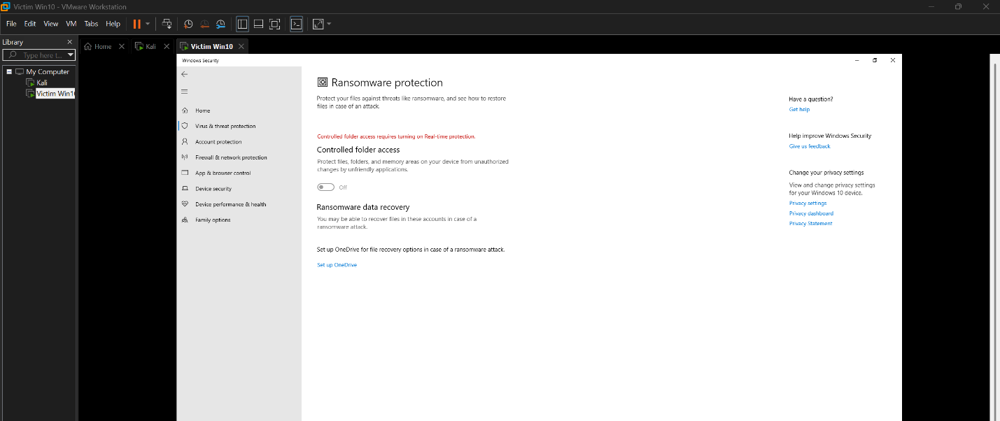 Victim Win10 - VMware Workstation
File Edit View VM Tabs Help
Library
Type here t...
My Computer
Kali
Victim Win1
Home Kali Victim Win10
Windows Security
Home
Virus & threat protection
Account protection
Firewall & network protection
App & browser control
Device security
Device performance & health
Family options
Ransomware protection
Protect your files against threats like ransomware, and see how to restore
files in case of an attack.
Controlled folder access requires turning on Real-time protection.
Controlled folder access
Protect files, folders, and memory areas on your device from unauthorized
changes by unfriendly applications.
Off
Ransomware data recovery
You may be able to recover files in these accounts in case of a
ransomware attack.
Set up OneDrive for file recovery options in case of a ransomware attack.
Set up OneDrive
Have a question?
Get help
Help improve Windows Security
Give us feedback
Change your privacy settings
View and change privacy settings
for your Windows 10 device.
Privacy settings
Privacy dashboard
Privacy Statement